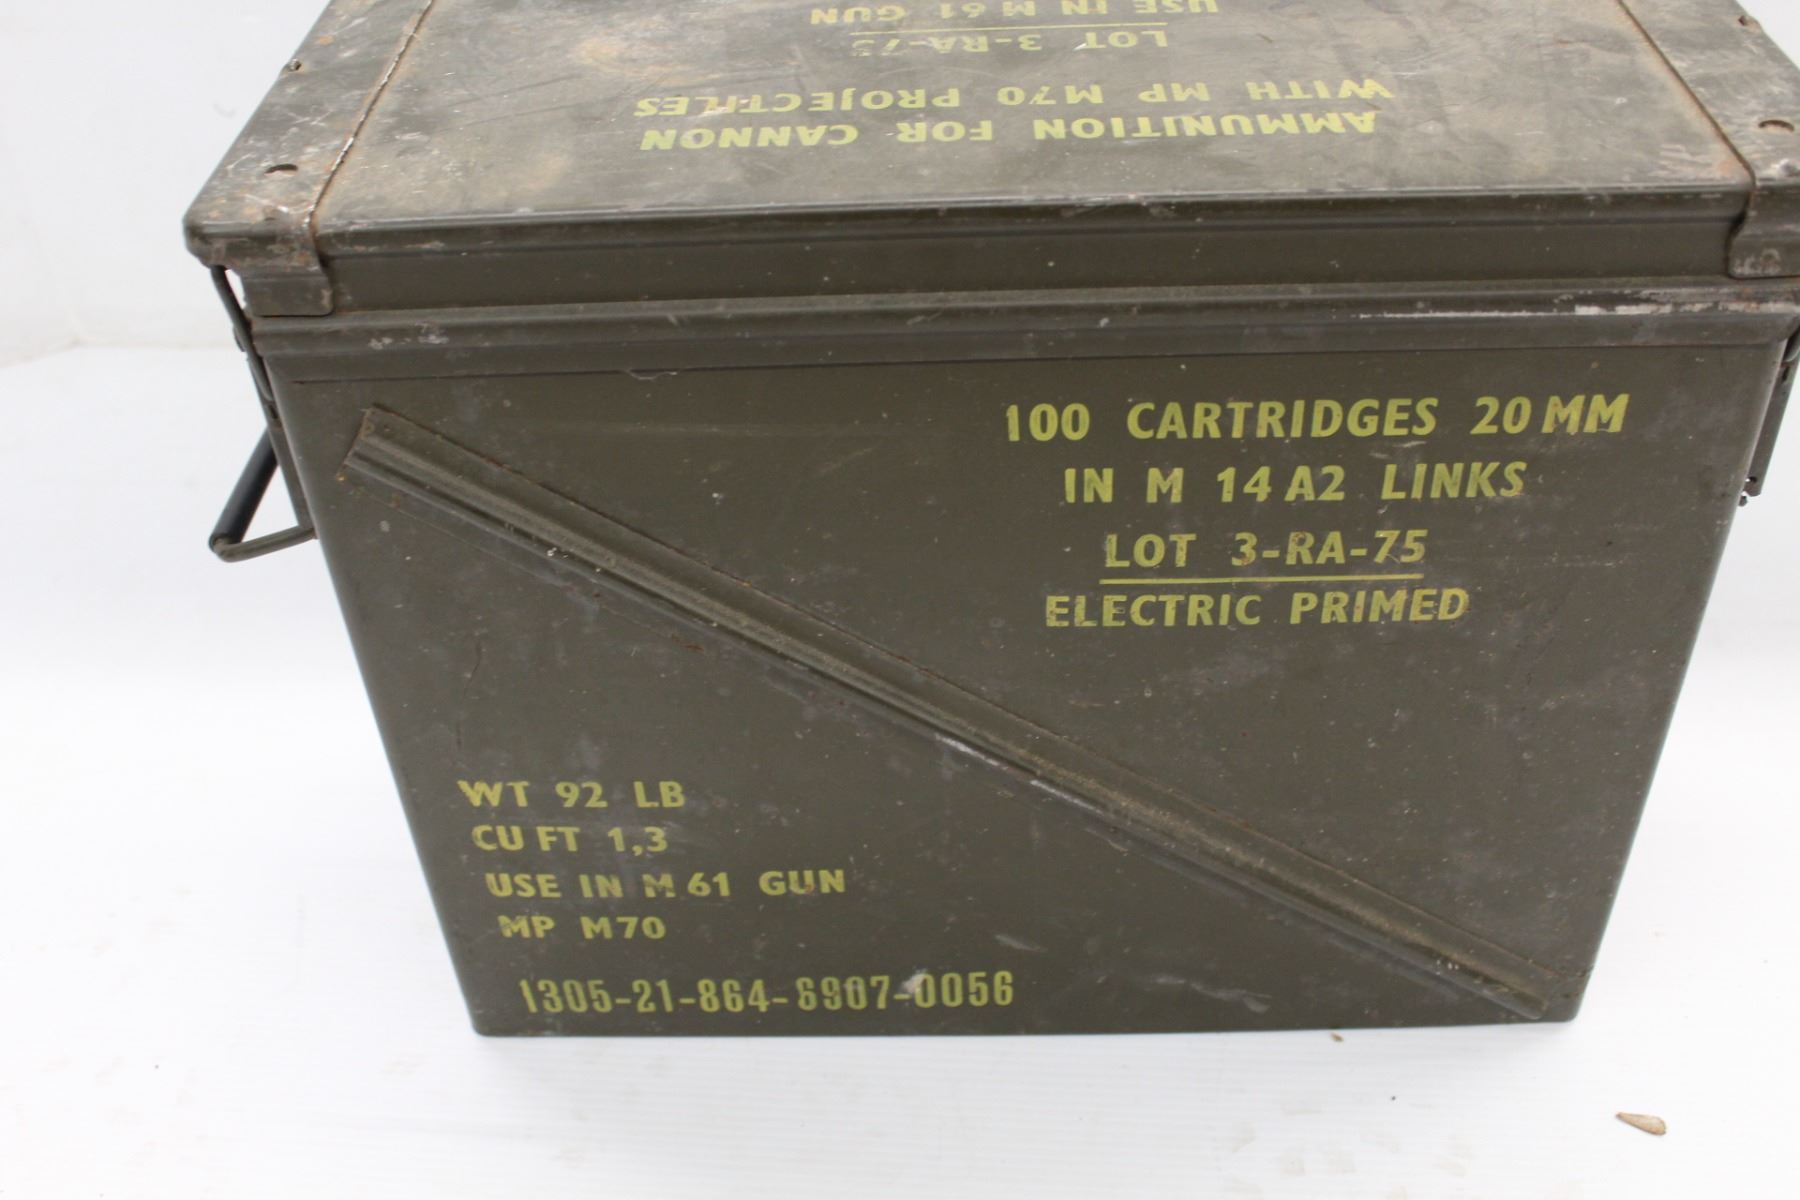 AMMUNITION FOR CANNON
WITH MP M70 PROJECTILES
LOT 3-RA-75
USE IN M 61 GUN
100 CARTRIDGES 20 MM
IN M 14 A2 LINKS
LOT 3-RA-75
ELECTRIC PRIMED
WT 92 LB
CU FT 1,3
USE IN M 61 GUN
MP M70
1305-21-864-8907-0056